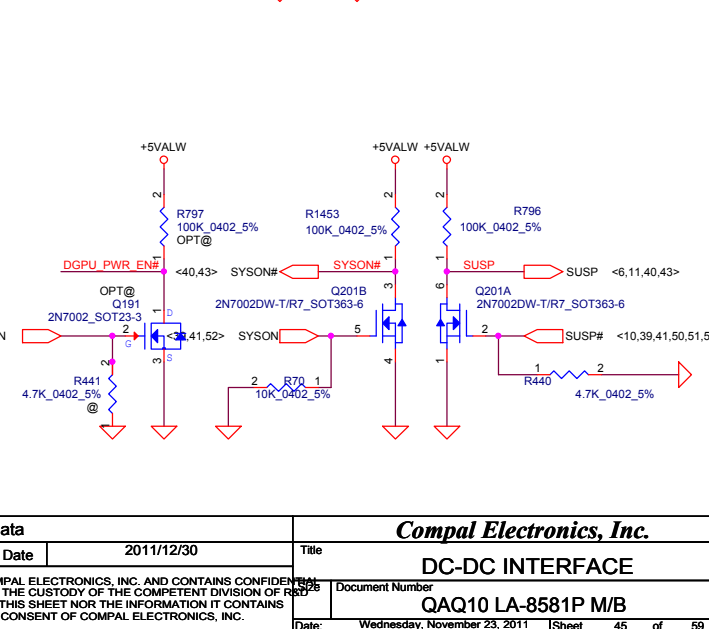 +5VALW
+5VALW
+5VALW
2
2
2
R797
100K_0402_5%
OPT@
R1453
100K_0402_5%
R796
100K_0402_5%
1
1
1
DGPU_PWR_EN#
<40,43>
SYSON#
SYSON#
SUSP
SUSP
<6,11,40,43>
OPT@
Q191
2N7002_SOT23-3
D
1
3
Q201B
2N7002DW-T/R7_SOT363-6
6
Q201A
2N7002DW-T/R7_SOT363-6
N
2
G
,41,52>
S
3
SYSON
5
4
2
1
SUSP#
<10,39,41,50,51,5
2
R441
4.7K_0402_5%
@
1
2
R70
1
10K_0402_5%
1
2
R440
4.7K_0402_5%
ata
Date
2011/12/30
Compal Electronics, Inc.
Title
DC-DC INTERFACE
MPAL ELECTRONICS, INC. AND CONTAINS CONFIDENTIAL
THE CUSTODY OF THE COMPETENT DIVISION OF R&D
THIS SHEET NOR THE INFORMATION IT CONTAINS
CONSENT OF COMPAL ELECTRONICS, INC.
Size
Document Number
QAQ10 LA-8581P M/B
Date:
Wednesday, November 23, 2011
Sheet
45
of
59